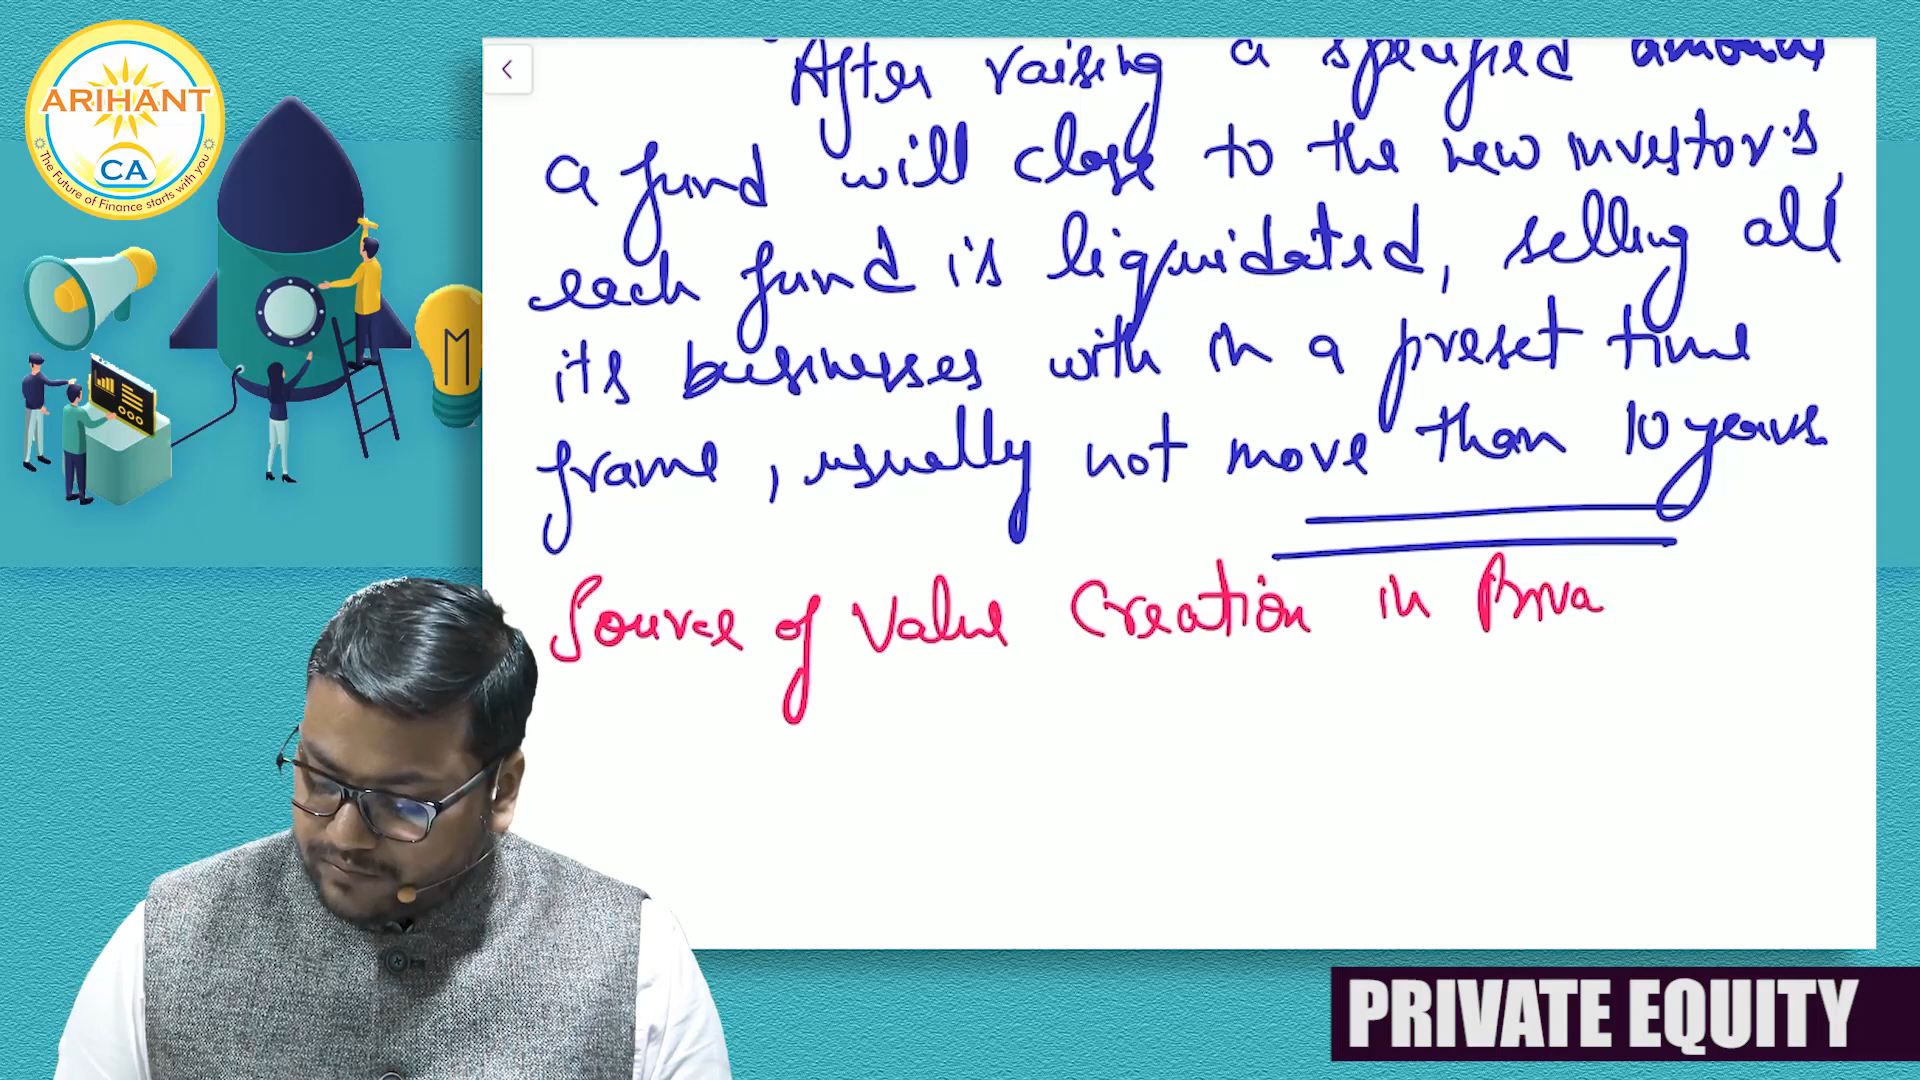 ARIHANT
CA
The Future of Finance starts with you
After raising a specified amount
a fund will close to the new investor's
each fund is liquidated, selling all
its businesses with in a preset time
frame, usually not more than 10 years
Source of Value Creation in Priva
PRIVATE EQUITY